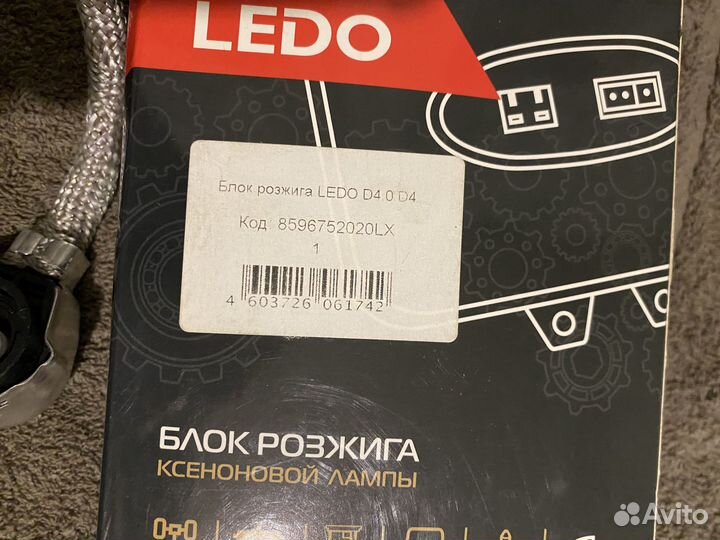 LEDO
Блок розжига LEDO D4.0 D4
Код 8596752020LX
1
4 603726 061742
БЛОК РОЗЖИГА
КСЕНОНОВОЙ ЛАМПЫ
Avito